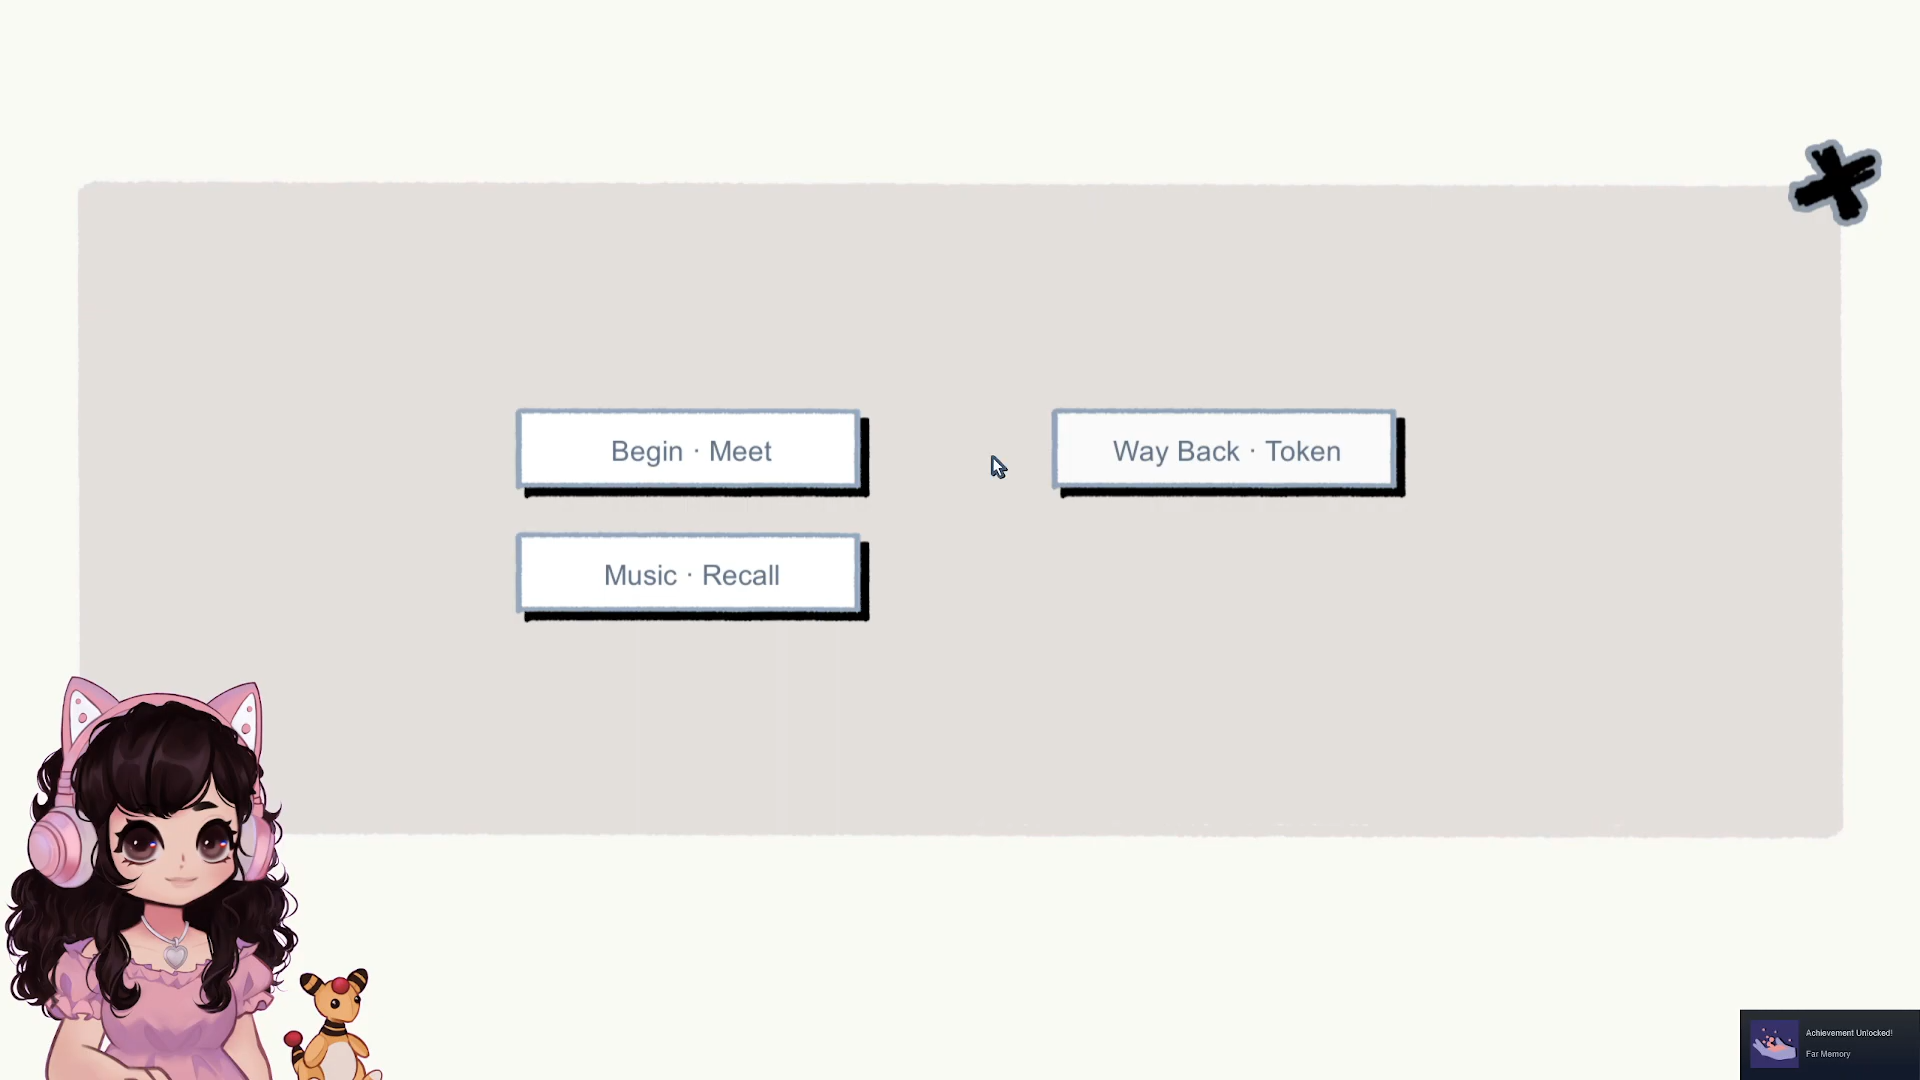 Begin · Meet
Way Back · Token
Music · Recall
Achievement Unlocked!
Far Memory